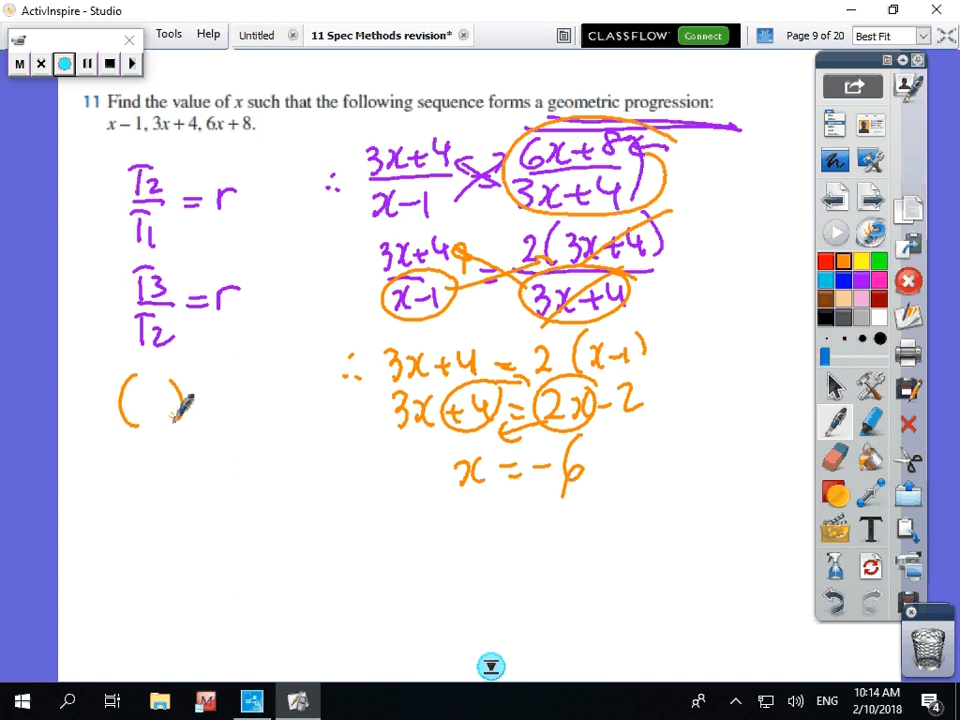 ActivInspire - Studio
Tools Help Untitled 11 Spec Methods revision* CLASSFLOW Connect Page 9 of 20 Best Fit
M
11 Find the value of x such that the following sequence forms a geometric progression:
x – 1, 3x + 4, 6x + 8.
T2/T1 = r
∴ 3x+4/x-1 6x+8/3x+4
3x+4/x-1 = 2(3x+4)/3x+4
T3/T2 = r
∴ 3x+4 = 2(x-1)
3x+4 = 2x-2
( )
x = -6
T
ENG
10:14 AM
2/10/2018
4